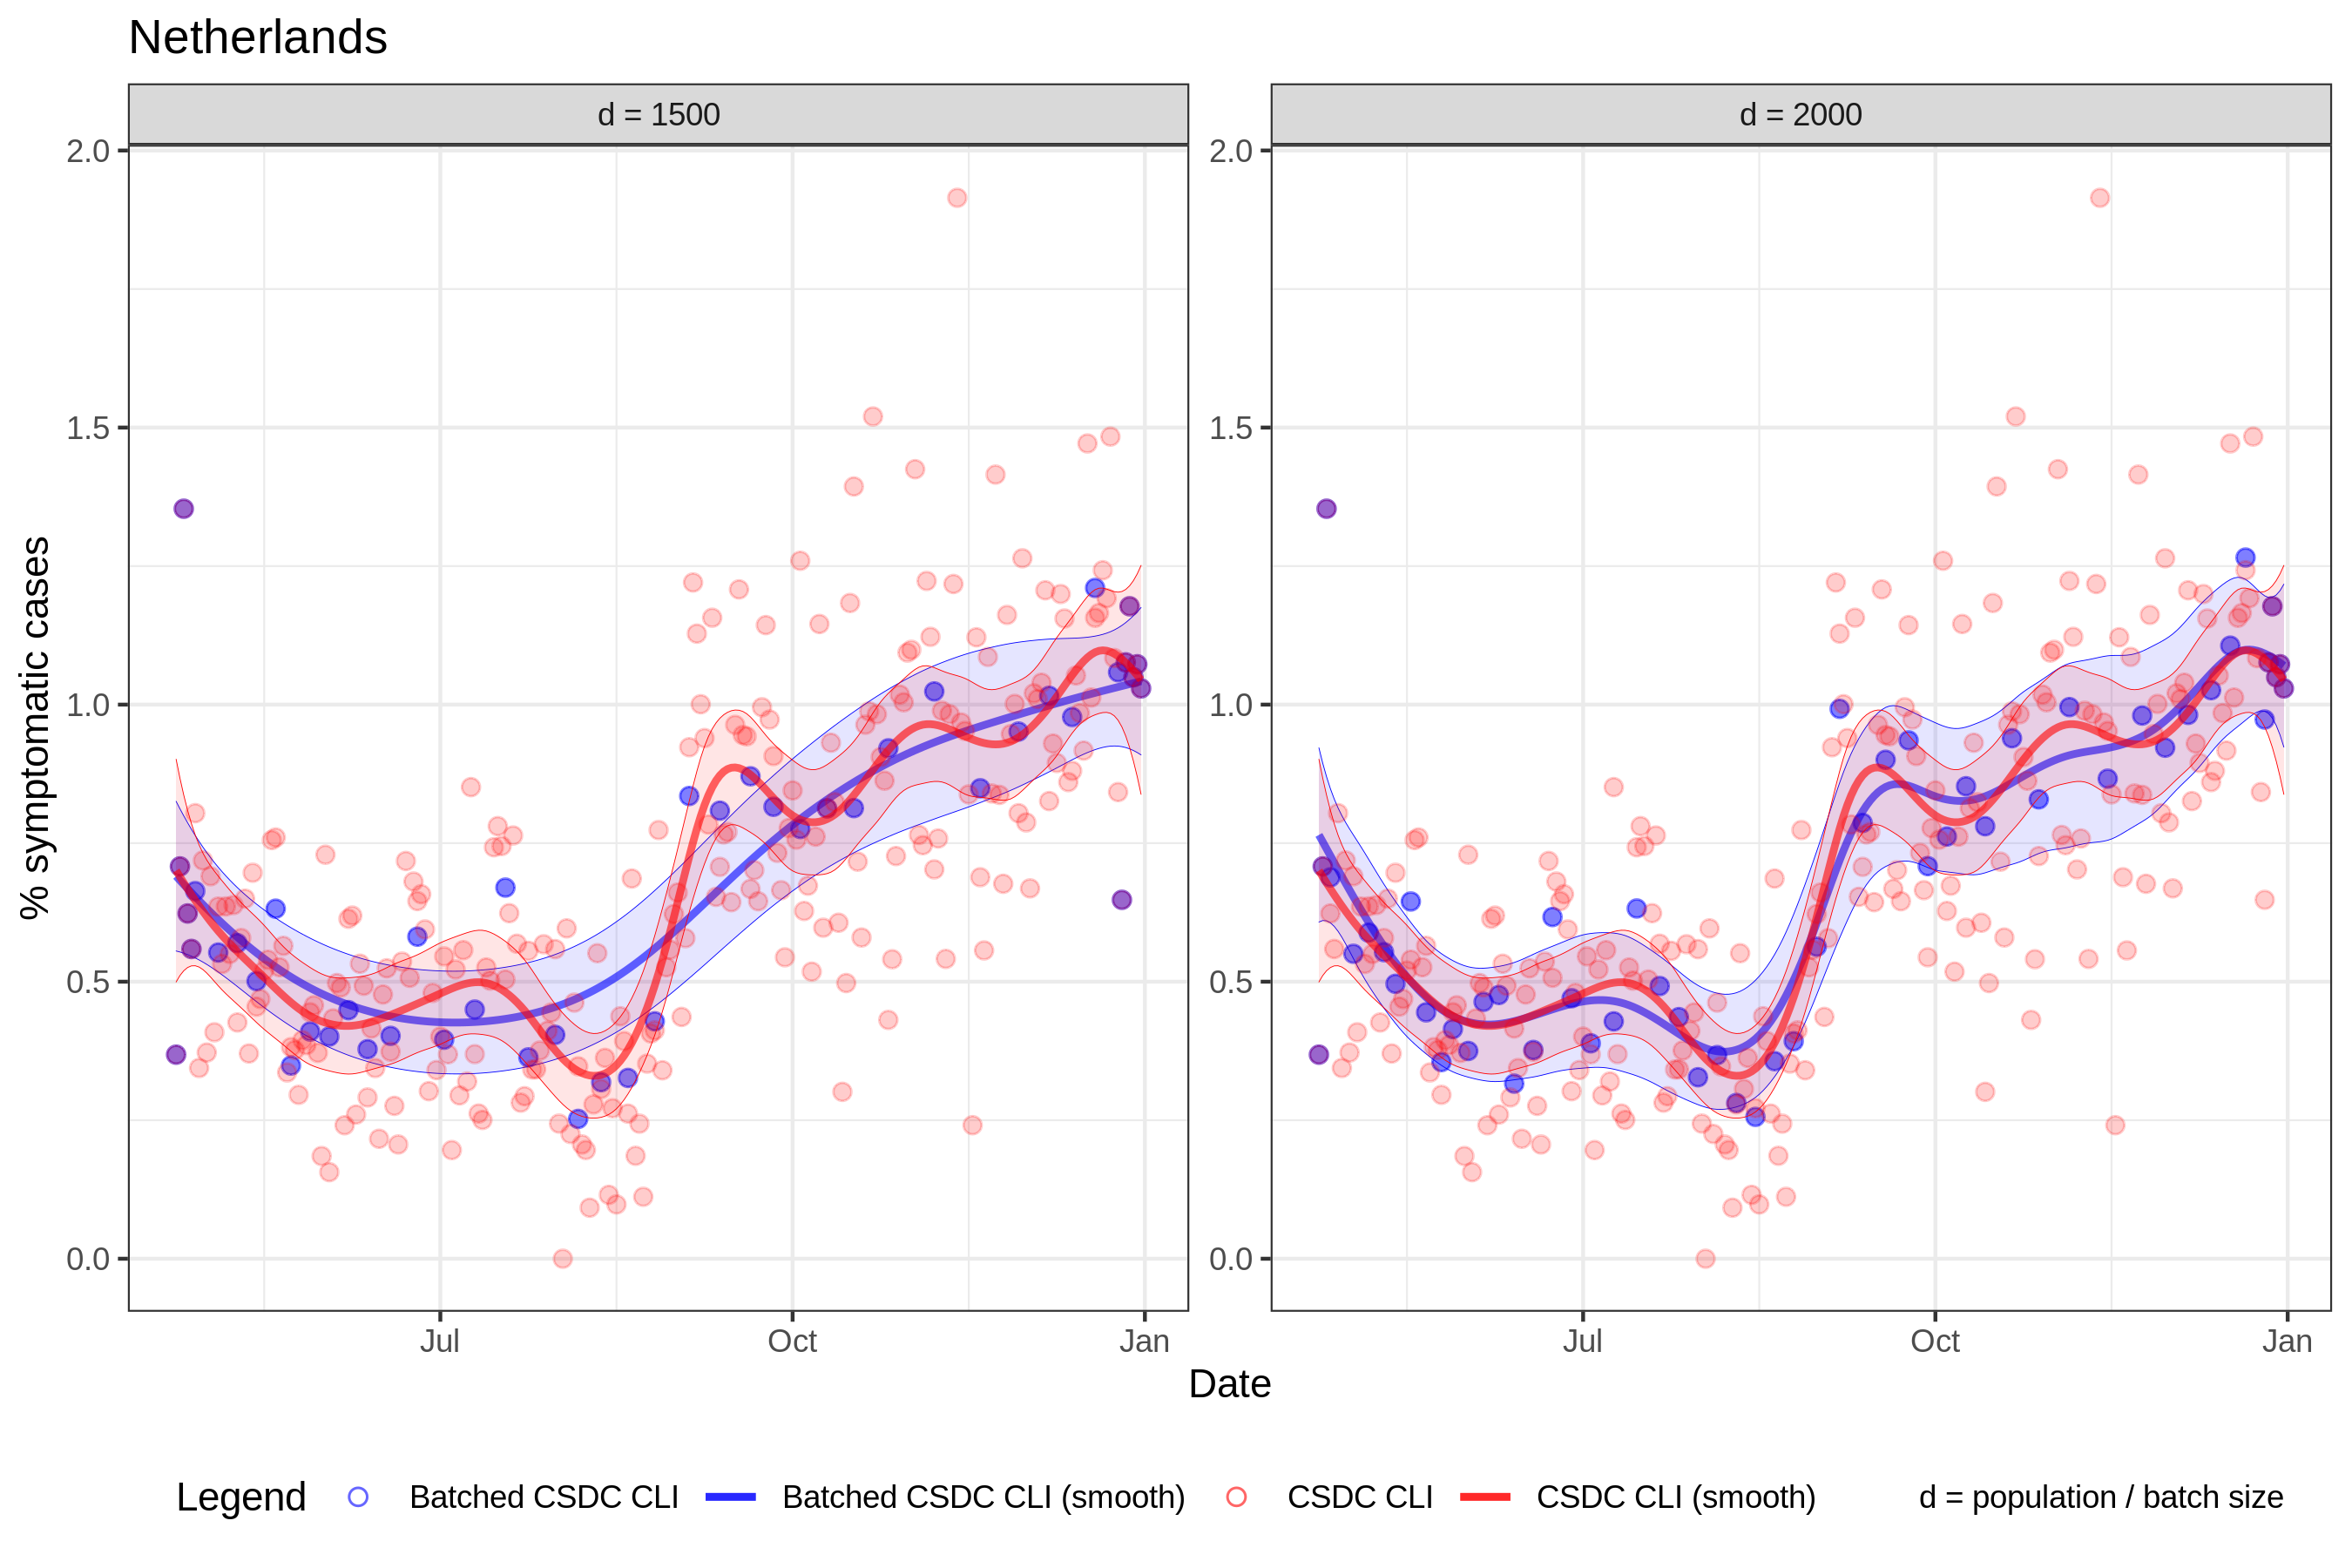 Netherlands
d = 1500
d = 2000
% symptomatic cases
2.0
1.5
1.0
0.5
0.0
2.0
1.5
1.0
0.5
0.0
Jul
Oct
Jan
Jul
Oct
Jan
Date
Legend
Batched CSDC CLI
Batched CSDC CLI (smooth)
CSDC CLI
CSDC CLI (smooth)
d = population / batch size